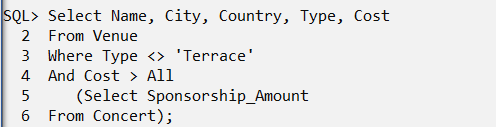 SQL> Select Name, City, Country, Type, Cost
2 From Venue
3 Where Type <> 'Terrace'
4 And Cost > All
5 (Select Sponsorship_Amount
6 From Concert);